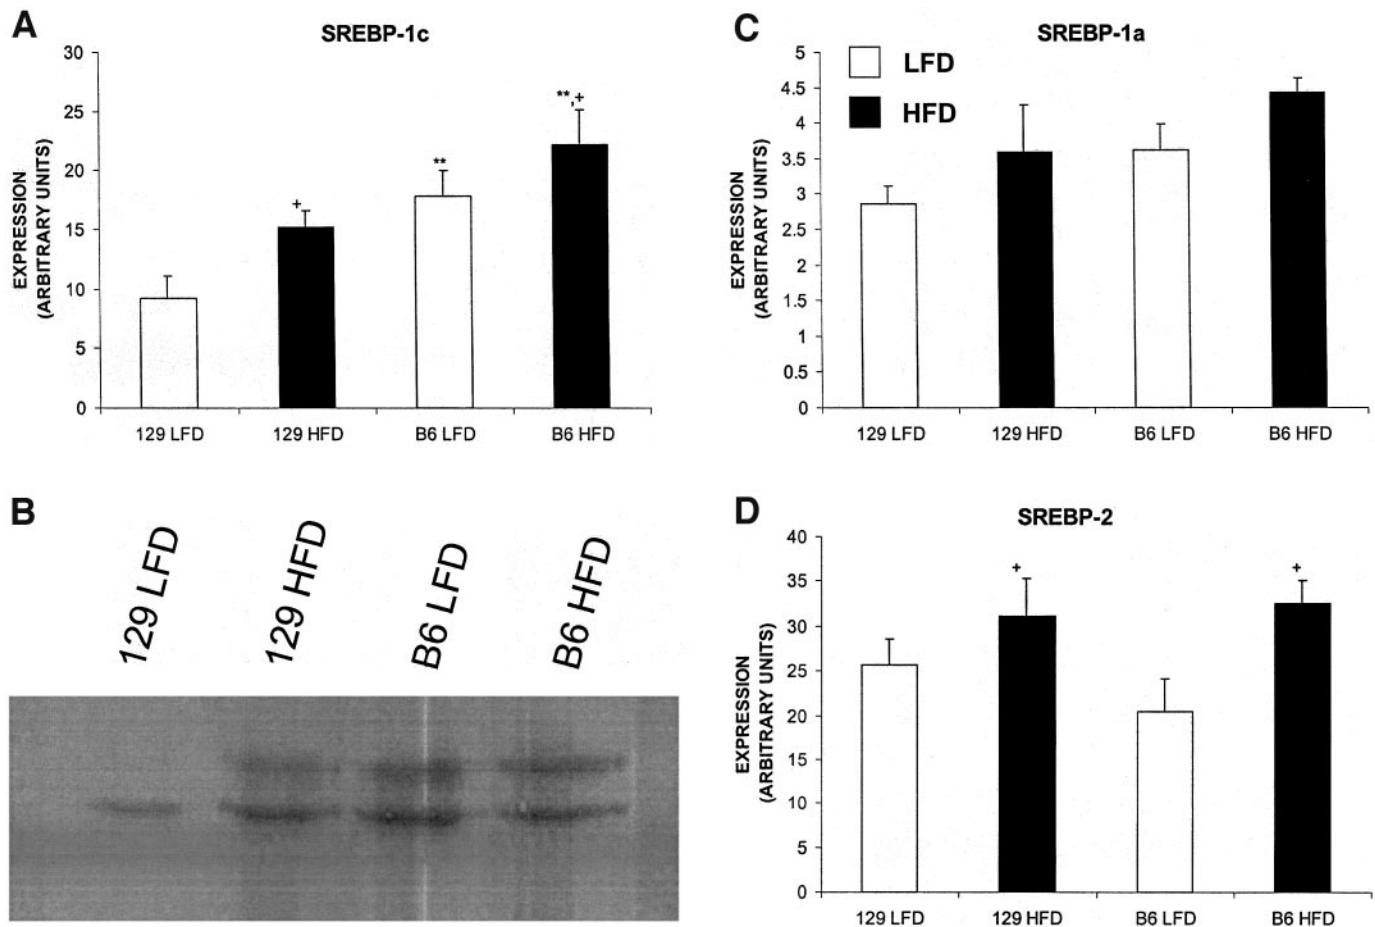 A
SREBP-1c
EXPRESSION
(ARBITRARY UNITS)
30
25
20
15
10
5
0
+
**
**,+
129 LFD
129 HFD
B6 LFD
B6 HFD
B
129 LFD
129 HFD
B6 LFD
B6 HFD
C
SREBP-1a
LFD
HFD
EXPRESSION
(ARBITRARY UNITS)
5
4.5
4
3.5
3
2.5
2
1.5
1
0.5
0
129 LFD
129 HFD
B6 LFD
B6 HFD
D
SREBP-2
EXPRESSION
(ARBITRARY UNITS)
40
35
30
25
20
15
10
5
0
+
+
129 LFD
129 HFD
B6 LFD
B6 HFD